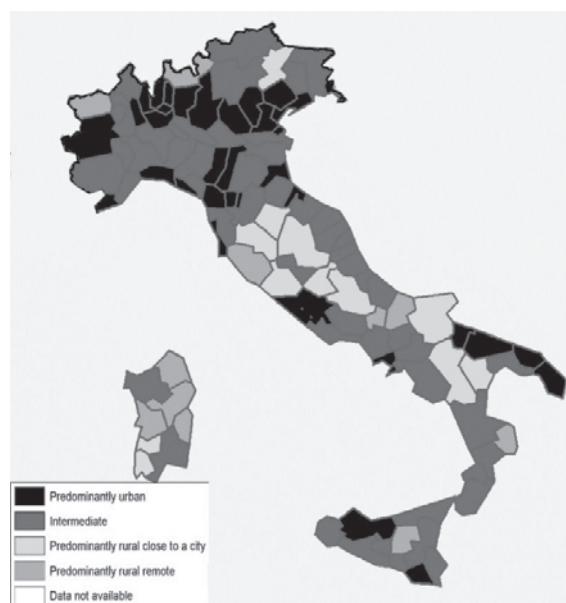 Predominantly urban
Intermediate
Predominantly rural close to a city
Predominantly rural remote
Data not available